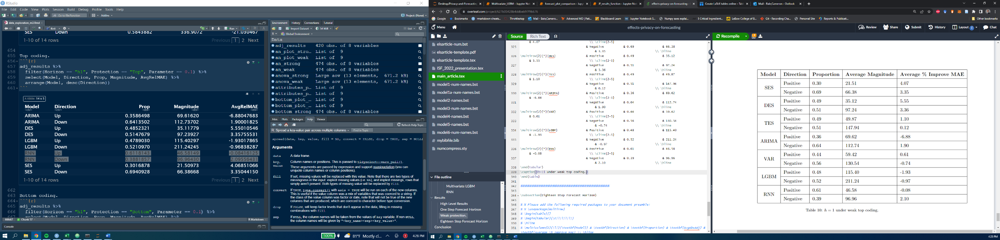 RStudio
File Edit Code View Plots Session Build Debug Profile Tools Help
Go to file/function
Addins
Project: (None)
data_exploration_m3.Rmd
Knit
Run
SES Down 0.5843882 336.9072 -21.030467
1-10 of 14 rows
Previous 1 2 Next
654
655 Top coding.
656 ```{r}
657 adj_results %>%
658 filter(Horizon == "h1", Protection == "Top", Parameter == 0.1) %>%
659 select(Model, Direction, Prop, Magnitude, AvgRelMAE) %>%
660 arrange(Model, desc(Direction))
661 ```
A tibble: 14 x 5
Model Direction Prop Magnitude AvgRelMAE
<chr> <chr> <dbl> <dbl> <dbl>
ARIMA Up 0.3586498 69.61620 -6.88047683
ARIMA Down 0.6413502 112.73702 1.90001825
DES Up 0.4852321 35.11779 5.55010546
DES Down 0.5147679 97.23927 3.35755531
LGBM Up 0.4789030 115.40297 -1.93017865
LGBM Down 0.5210970 211.24245 -0.96838287
RNN Up 0.6118143 46.58149 -0.08416125
RNN Down 0.3881857 96.96430 2.09556431
SES Up 0.3016878 21.50973 4.06851066
SES Down 0.6940928 66.38668 3.35044150
1-10 of 14 rows
Previous 1 2 Next
662
663 Bottom coding.
664 ```{r}
665 adj_results %>%
666 filter(Horizon == "h1", Protection == "Bottom", Parameter == 0.1) %>%
667 select(Model, Direction, Prop, Magnitude, AvgRelMAE) %>%
666:67
Chunk 57
R Markdown
Console
Environment History Connections Tutorial
Import Dataset
54 MiB
List
R Global Environment
Data
adj_results 420 obs. of 8 variables
an_plot_stro… List of 9
an_plot_weak List of 9
an_strong 474 obs. of 8 variables
an_weak 474 obs. of 8 variables
anova_strong Large aov (13 elements, 671.2 kB)
anova_weak Large aov (13 elements, 671.2 kB)
attributes_p… List of 9
attributes_p… List of 9
bottom_plot_… List of 9
bottom_plot_… List of 9
bottom_strong 474 obs. of 8 variables
Files Plots Packages Help Viewer
Refresh Help Topic
R: Spread a key-value pair across multiple columns
Find in Topic
spread(data, key, value, fill = NA, convert = FALSE, drop = TRUE, sep = NULL)
Arguments
data A data frame.
key, value Column names or positions. This is passed to tidyselect::vars_pull().
These arguments are passed by expression and support quasiquotation (you can
unquote column names or column positions).
fill If set, missing values will be replaced with this value. Note that there are two types of
missingness in the input: explicit missing values (i.e. NA), and implicit missings, rows that
simply aren't present. Both types of missing value will be replaced by fill.
convert If TRUE, type.convert() with asis = TRUE will be run on each of the new columns.
This is useful if the value column was a mix of variables that was coerced to a string. If
the class of the value column was factor or date, note that will not be true of the new
columns that are produced, which are coerced to character before type conversion.
drop If FALSE, will keep factor levels that don't appear in the data, filling in missing
combinations with fill.
sep If NULL, the column names will be taken from the values of key variable. If non-NULL,
the column names will be given by "<key_name><sep><key_value>".
100%
81°F Mostly cl...
1
4:28 PM
Desktop/Privacy-and-Forecasting
Multivariate_LGBM - Jupyter Not
forecast_plot_comparison - Jupy
JF_results_function - Jupyter No
effects-privacy-on-forecasting -
Create LaTeX tables online – Tab
Mail - Bale,Cameron - Outlook
overleaf.com/project/627b00428b4ddbeb97f9b676
Google
Bookmarks
rmarkdown-cheats...
Throttlestop
Mail - Bale,Camero...
Advanced MD | Pati...
Blackboard Learn
Jupyter Notebook S...
Numpy axes explai...
5 Critical Ingredient...
LeBow College of B...
Git - Recording Cha...
Personal Site
Reports & Publicati...
Other bookmarks
Menu
effects-privacy-on-forecasting
Review
Share
Submit
History
Layout
Chat
Source
Rich Text
Ω
Recompile
elsarticle-num.bst
elsarticle-template.pdf
elsarticle-template.tex
ISF_2022_presentation.tex
main_article.tex
model1-num-names.bst
model1a-num-names.bst
model2-names.bst
model3-num-names.bst
model4-names.bst
model5-names.bst
model6-num-names.bst
mybibfile.bib
numcompress.sty
File outline
Multivariate LGBM
RNN
Results
High Level Results
One Step Forecast Horizon
Weak protection.
Eighteen Step Forecast Horizon
Conclusion
& 4.07 \\ \cline{2-5}
325 & Negative & 0.69 & 66.38
& 3.35 \\ \hline
326 \multirow{2}{*}{DES} & Positive & 0.49 & 35.12
& 5.55 \\ \cline{2-5}
327 & Negative & 0.51 & 97.24
& 3.36 \\ \hline
328 \multirow{2}{*}{TES} & Positive & 0.49 & 49.87
& 1.10 \\ \cline{2-5}
329 & Negative & 0.51 & 147.94
& 0.12 \\ \hline
330 \multirow{2}{*}{ARIMA} & Positive & 0.36 & 69.62
& -6.88 \\ \cline{2-5}
331 & Negative & 0.64 & 112.74
& 1.90 \\ \hline
332 \multirow{2}{*}{VAR} & Positive & 0.44 & 59.42
& 0.61 \\ \cline{2-5}
333 & Negative & 0.56 & 130.54
& -0.74 \\ \hline
334 \multirow{2}{*}{LGBM} & Positive & 0.48 & 115.40
& -1.93 \\ \cline{2-5}
335 & Negative & 0.52 & 211.24
& -0.97 \\ \hline
336 \multirow{2}{*}{RNN} & Positive & 0.61 & 46.58
& -0.08 \\ \cline{2-5}
337 & Negative & 0.39 & 96.96
& 2.10 \\ \hline
338 \end{tabular}
339 \caption{$h=1$ under weak top coding.}
340 \end{table}
341
342 %%%%%%%%%%%%%%%%%%%%%%%%%%%%%%%%%%%%%%%%%%%%%%%
343
344 \subsection{Eighteen Step Forecast Horizon}
345
346 % % Please add the following required packages to your document preamble:
347 % % \usepackage{multirow}
348 % \begin{table}[]
349 % \begin{tabular}{|c|l|l|l|l|}
350 % \hline
351 % \multicolumn{1}{|l|}{\textbf{Model}} & \textbf{Direction} & \textbf{Proportion} & \textbf{AvgAbsAdj} &
\textbf{Average \% Improve MAE} \\ \hline
Model Direction Proportion Average Magnitude Average % Improve MAE
SES Positive 0.30 21.51 4.07
Negative 0.69 66.38 3.35
DES Positive 0.49 35.12 5.55
Negative 0.51 97.24 3.36
TES Positive 0.49 49.87 1.10
Negative 0.51 147.94 0.12
ARIMA Positive 0.36 69.62 -6.88
Negative 0.64 112.74 1.90
VAR Positive 0.44 59.42 0.61
Negative 0.56 130.54 -0.74
LGBM Positive 0.48 115.40 -1.93
Negative 0.52 211.24 -0.97
RNN Positive 0.61 46.58 -0.08
Negative 0.39 96.96 2.10
Table 10: h = 1 under weak top coding.
4:28 PM